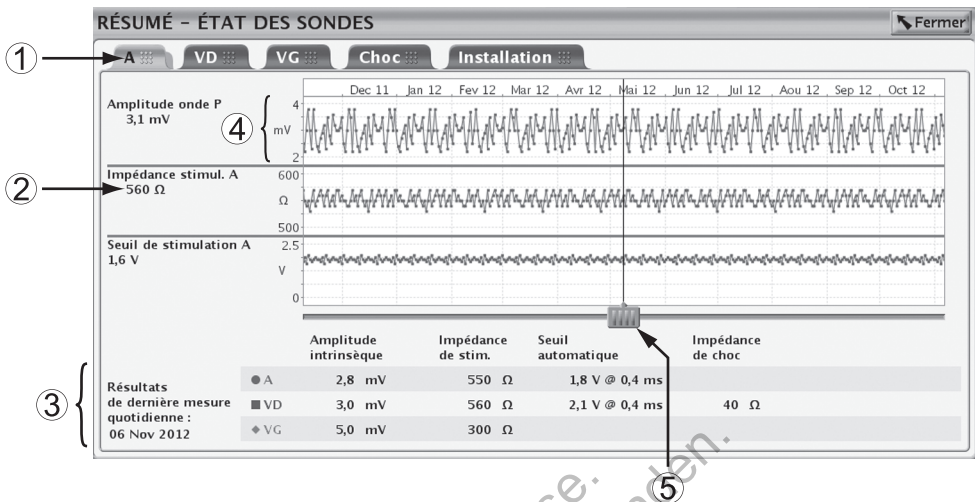 RÉSUMÉ – ÉTAT DES SONDES
Fermer
1
A
VD
VG
Choc
Installation
Dec 11 Jan 12 Fev 12 Mar 12 Avr 12 Mai 12 Jun 12 Jul 12 Aou 12 Sep 12 Oct 12
Amplitude onde P
3,1 mV
4
4
mV
2
2
Impédance stimul. A
560 Ω
600
Ω
500
Seuil de stimulation A
1,6 V
2.5
V
0
Amplitude intrinsèque
Impédance de stim.
Seuil automatique
Impédance de choc
3
Résultats
de dernière mesure
quotidienne :
06 Nov 2012
A 2,8 mV 550 Ω 1,8 V @ 0,4 ms
VD 3,0 mV 560 Ω 2,1 V @ 0,4 ms 40 Ω
VG 5,0 mV 300 Ω
5